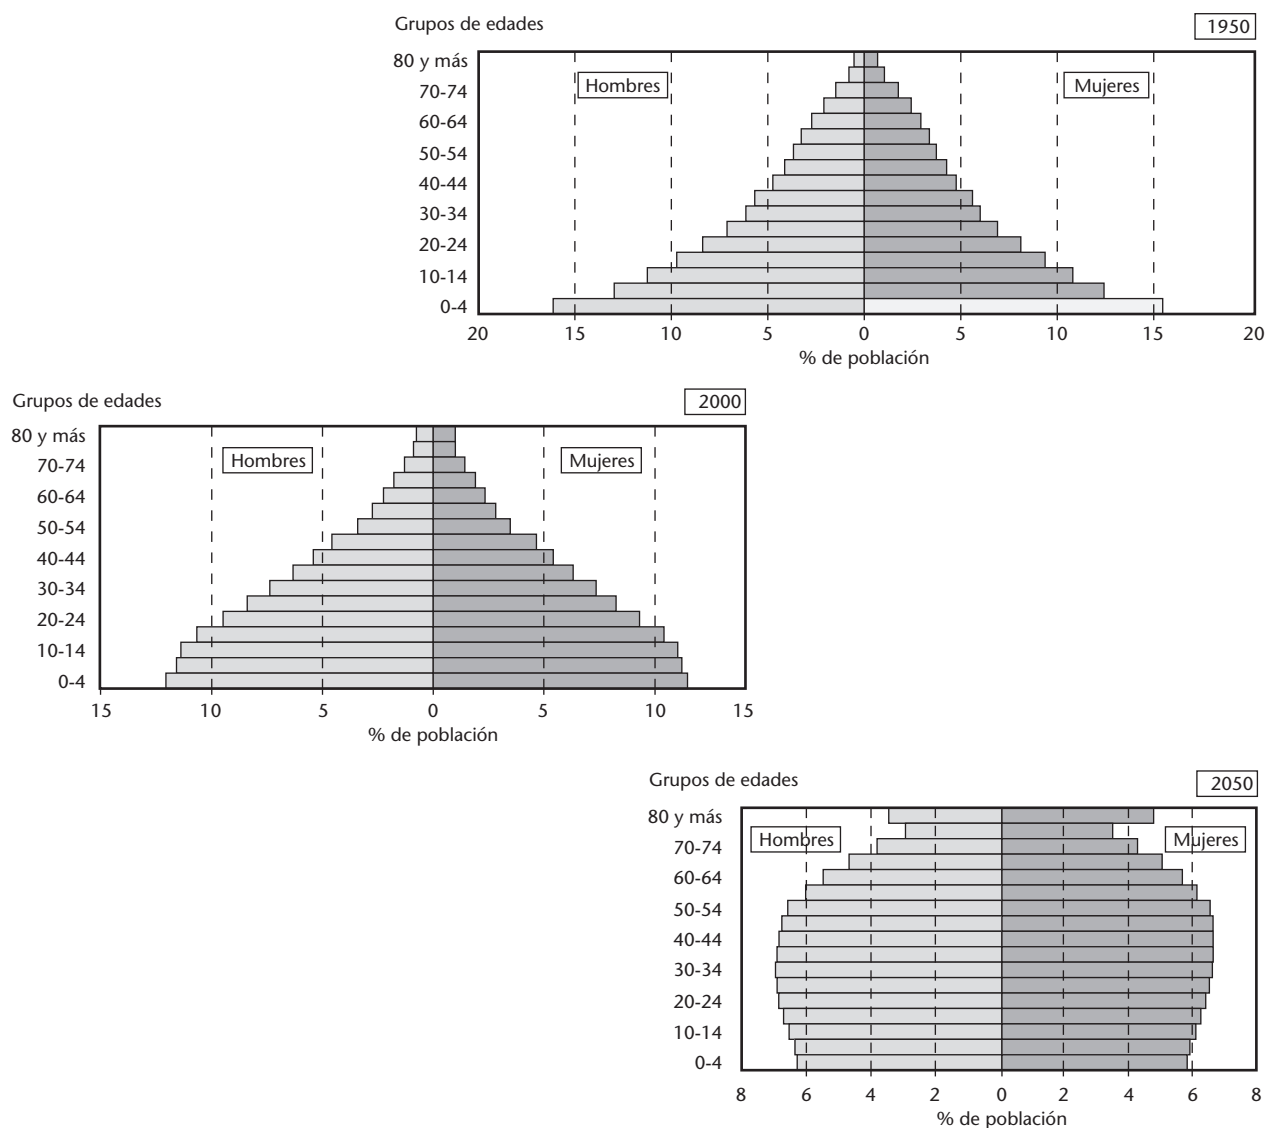 Grupos de edades
1950
80 y más
Hombres
Mujeres
70-74
60-64
50-54
40-44
30-34
20-24
10-14
0-4
20 15 10 5 0 5 10 15 20
% de población
Grupos de edades
2000
80 y más
Hombres
Mujeres
70-74
60-64
50-54
40-44
30-34
20-24
10-14
0-4
15 10 5 0 5 10 15
% de población
Grupos de edades
2050
80 y más
Hombres
Mujeres
70-74
60-64
50-54
40-44
30-34
20-24
10-14
0-4
8 6 4 2 0 2 4 6 8
% de población